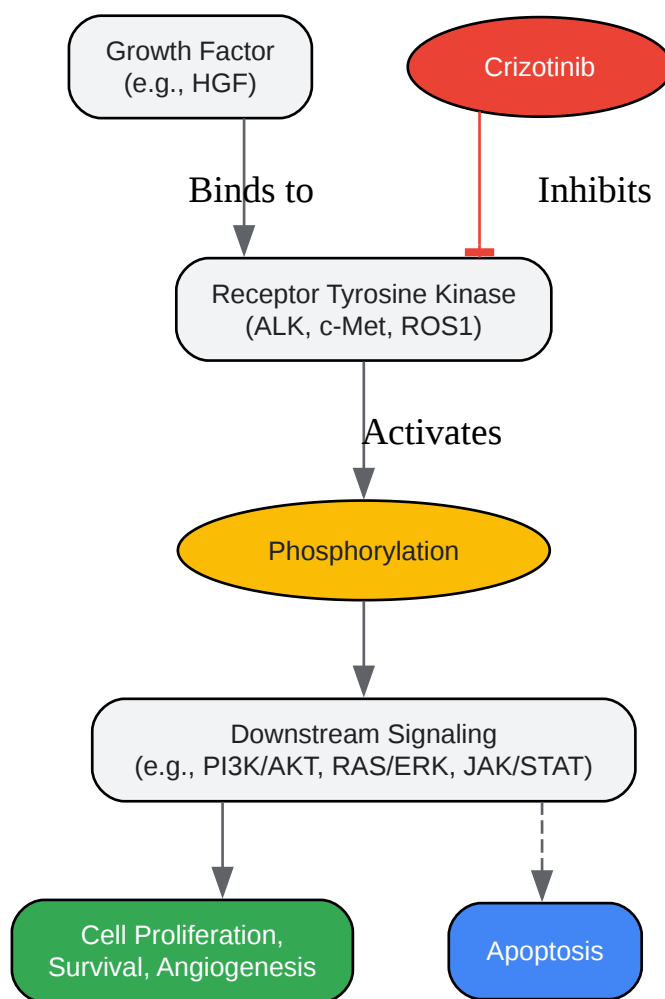 Growth Factor
(e.g., HGF)
Crizotinib
Binds to
Inhibits
Receptor Tyrosine Kinase
(ALK, c-Met, ROS1)
Activates
Phosphorylation
Downstream Signaling
(e.g., PI3K/AKT, RAS/ERK, JAK/STAT)
Cell Proliferation,
Survival, Angiogenesis
Apoptosis